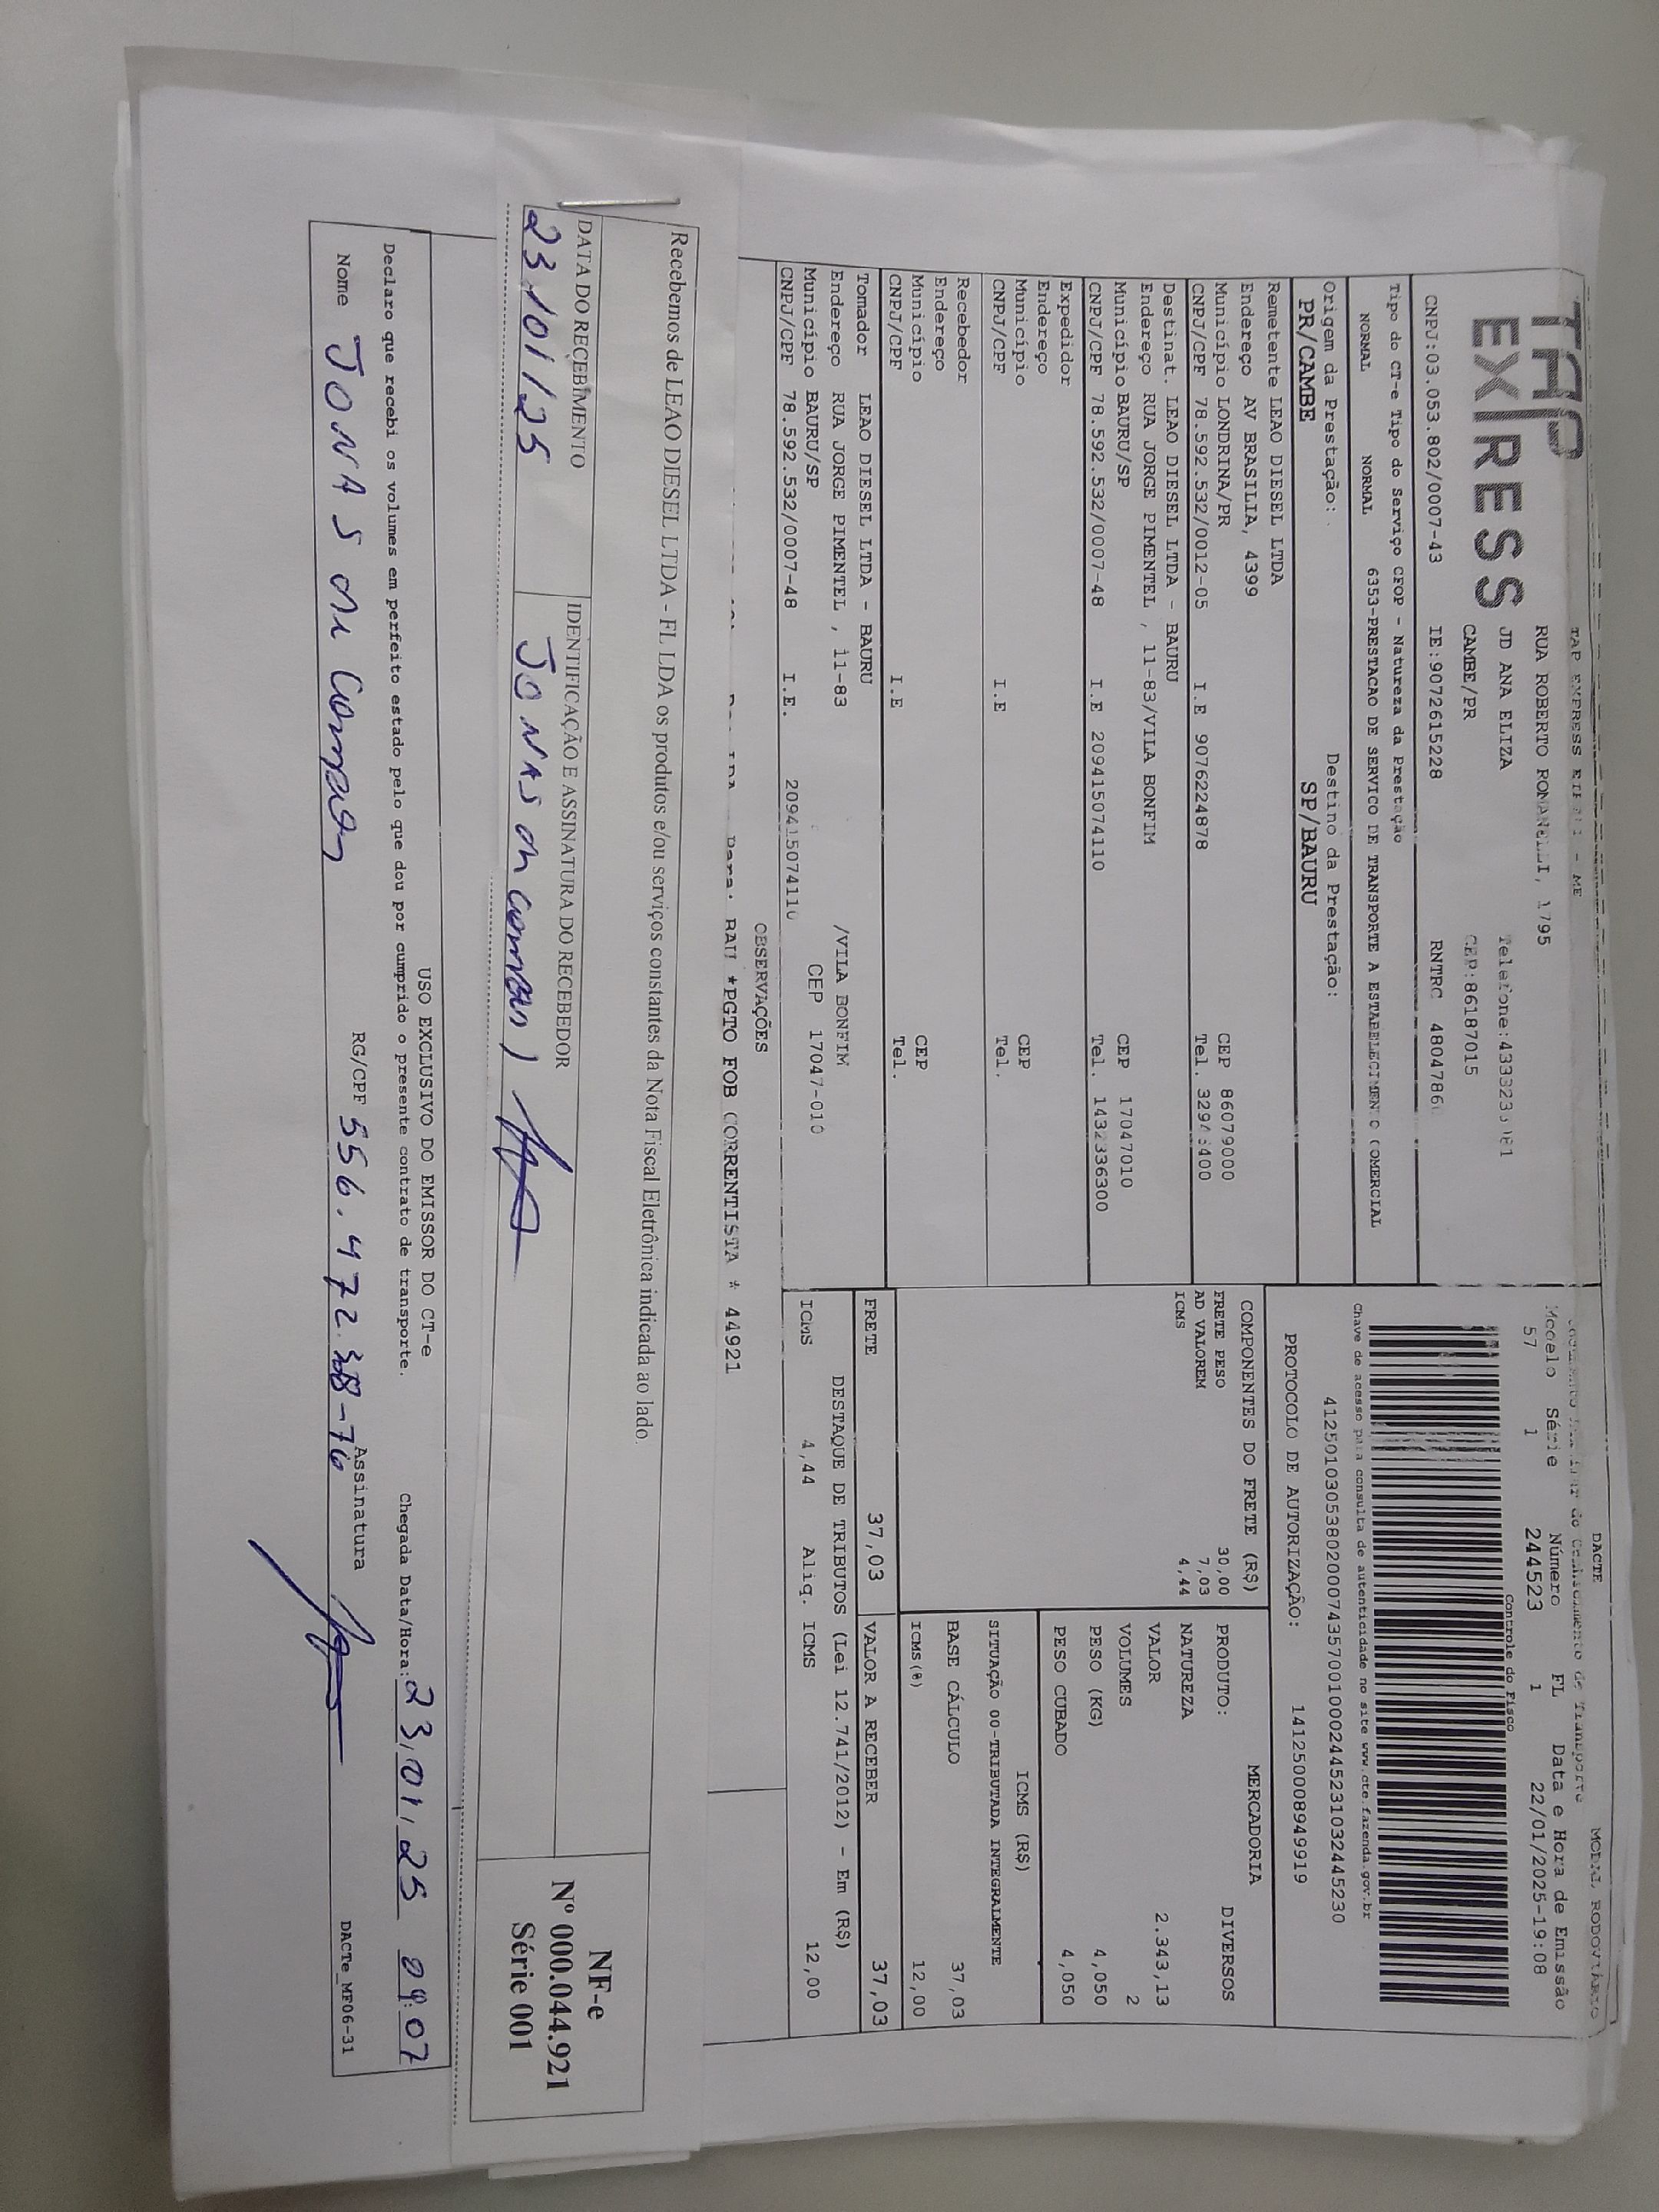 TAP EXPRESS
RUA ROBERTO ROMANELLI, 1795
JD ANA ELIZA
CAMBE/PR CEP:86187015
CNPJ:03.053.802/0007-43 IE:9072615228 RNTRC
DACTE
MODAL RODOVIÁRIO
Modelo Série Número FL Data e Hora de Emissão
57 1 244523 1 22/01/2025-19:08
Controle do Fisco
Tipo do CT-e Tipo do Serviço CFOP - Natureza da Prestação
NORMAL NORMAL 6353-PRESTACAO DE SERVICO DE TRANSPORTE A ESTABELECIMENTO COMERCIAL
Chave de acesso para consulta de autenticidade no site www.cte.fazenda.gov.br
Origem da Prestação: Destino da Prestação:
PR/CAMBE SP/BAURU
PROTOCOLO DE AUTORIZAÇÃO: 141250008949919
Remetente LEAO DIESEL LTDA
Endereço AV BRASILIA, 4399
Município LONDRINA/PR CEP 86079000
CNPJ/CPF 78.592.532/0012-05 I.E 9076224878 Tel.
Destinat. LEAO DIESEL LTDA - BAURU
Endereço RUA JORGE PIMENTEL , 11-83/VILA BONFIM
Município BAURU/SP CEP 17047010
CNPJ/CPF 78.592.532/0007-48 I.E 209415074110 Tel. 1432336300
Expedidor
Endereço
Município CEP
CNPJ/CPF I.E Tel.
Recebedor
Endereço
Município CEP
CNPJ/CPF I.E Tel.
Tomador LEAO DIESEL LTDA - BAURU
Endereço RUA JORGE PIMENTEL , 11-83 /VILA BONFIM
Município BAURU/SP CEP 17047-010
CNPJ/CPF 78.592.532/0007-48 I.E. 209415074110
COMPONENTES DO FRETE (R$)
FRETE PESO 30,00
AD VALOREM 7,03
ICMS 4,44
MERCADORIA
PRODUTO: DIVERSOS
NATUREZA
VALOR 2.343,13
VOLUMES 2
PESO (KG) 4,050
PESO CUBADO 4,050
ICMS (R$)
SITUAÇÃO 00-TRIBUTADA INTEGRALMENTE
BASE CÁLCULO 37,03
ICMS(%) 12,00
FRETE 37,03 VALOR A RECEBER 37,03
DESTAQUE DE TRIBUTOS (Lei 12.741/2012) - Em (R$)
ICMS 4,44 Aliq. ICMS 12,00
OBSERVAÇÕES
BAU *PGTO FOB CORRENTISTA * 44921
Recebemos de LEAO DIESEL LTDA - FL LDA os produtos e/ou serviços constantes da Nota Fiscal Eletrônica indicada ao lado.
DATA DO RECEBIMENTO IDENTIFICAÇÃO E ASSINATURA DO RECEBEDOR
23/01/25 JONAS
NF-e
Nº 000.044.921
Série 001
USO EXCLUSIVO DO EMISSOR DO CT-e
Declaro que recebi os volumes em perfeito estado pelo que dou por cumprido o presente contrato de transporte. Chegada Data/Hora: 23/01/25 09:07
Nome JONAS RG/CPF Assinatura
DACTe_MF06-31